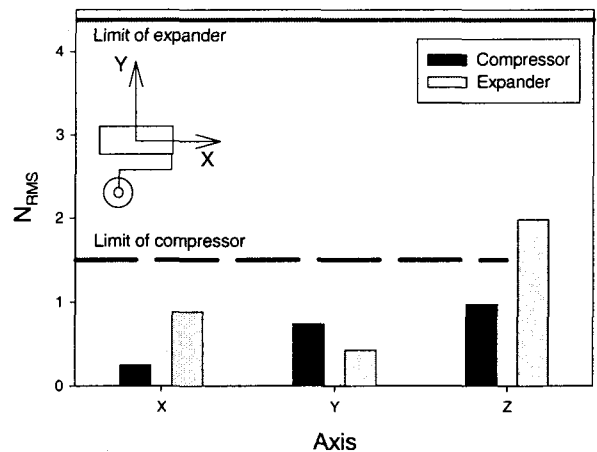 4
Limit of expander
Compressor
Expander
Y
X
3
2
1
0
N_RMS
Limit of compressor
X
Y
Z
Axis